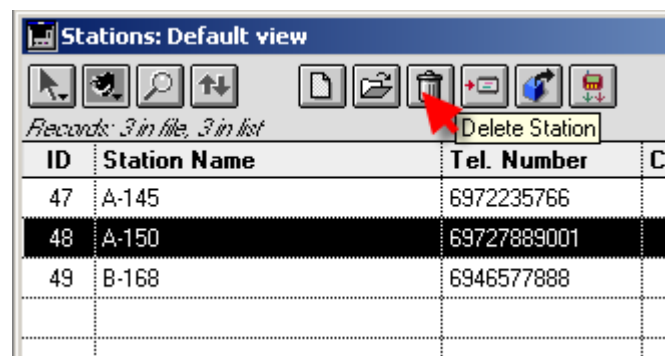 Stations: Default view
Records: 3 in file, 3 in list
Delete Station
ID Station Name Tel. Number C
47 A-145 6972235766
48 A-150 69727889001
49 B-168 6946577888